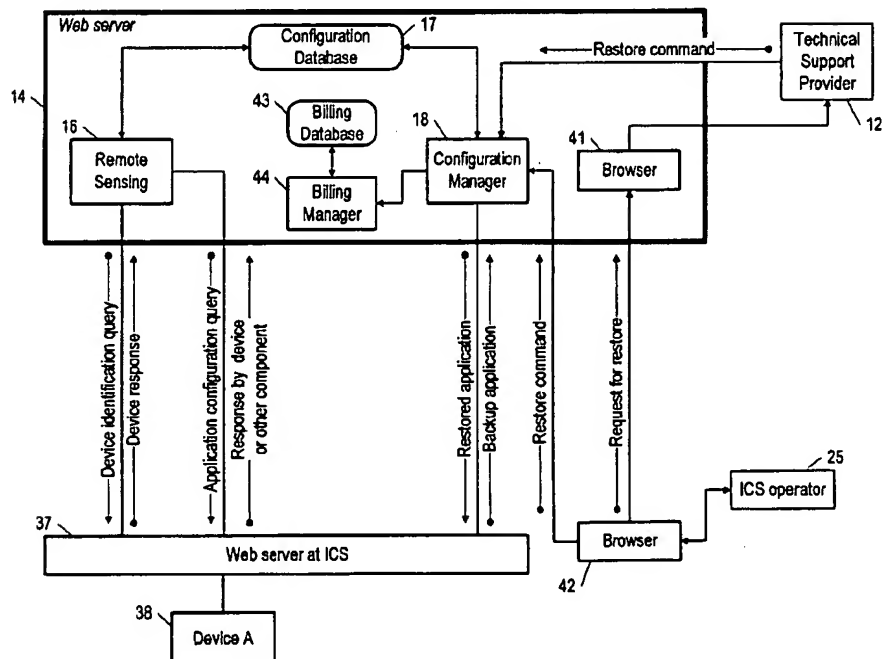 Web server
17
Configuration
Database
Restore command
Technical
Support
Provider
12
14
43
Billing
Database
16
Remote
Sensing
18
Configuration
Manager
41
Browser
44
Billing
Manager
Device identification query
Device response
Application configuration query
Response by device
or other component
Restored application
Backup application
Restore command
Request for restore
25
ICS operator
37
Web server at ICS
Browser
42
38
Device A